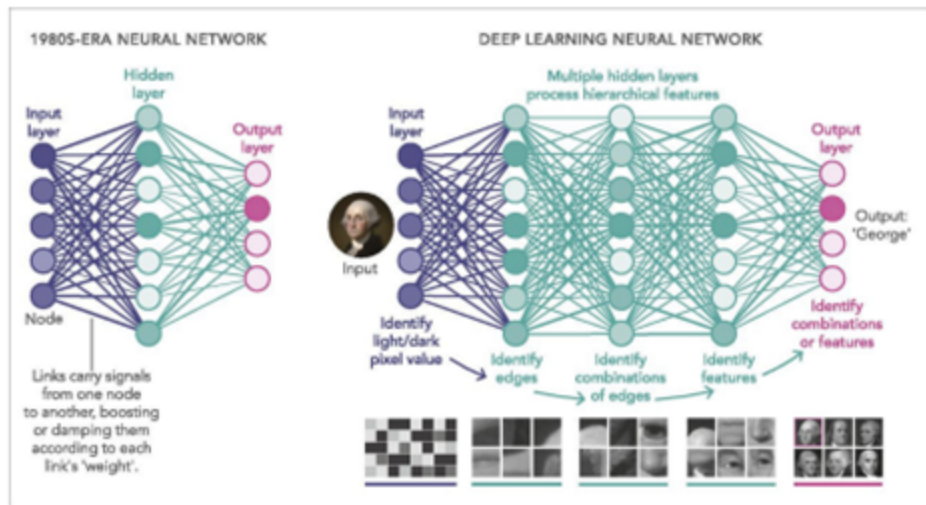 1980S-ERA NEURAL NETWORK
Hidden
layer
Input
layer
Output
layer
Node
Links carry signals
from one node
to another, boosting
or damping them
according to each
link's 'weight'.
DEEP LEARNING NEURAL NETWORK
Multiple hidden layers
process hierarchical features
Input
layer
Output
layer
Input
Output:
'George'
Identify
light/dark
pixel value
Identify
edges
Identify
combinations
of edges
Identify
features
Identify
combinations
or features